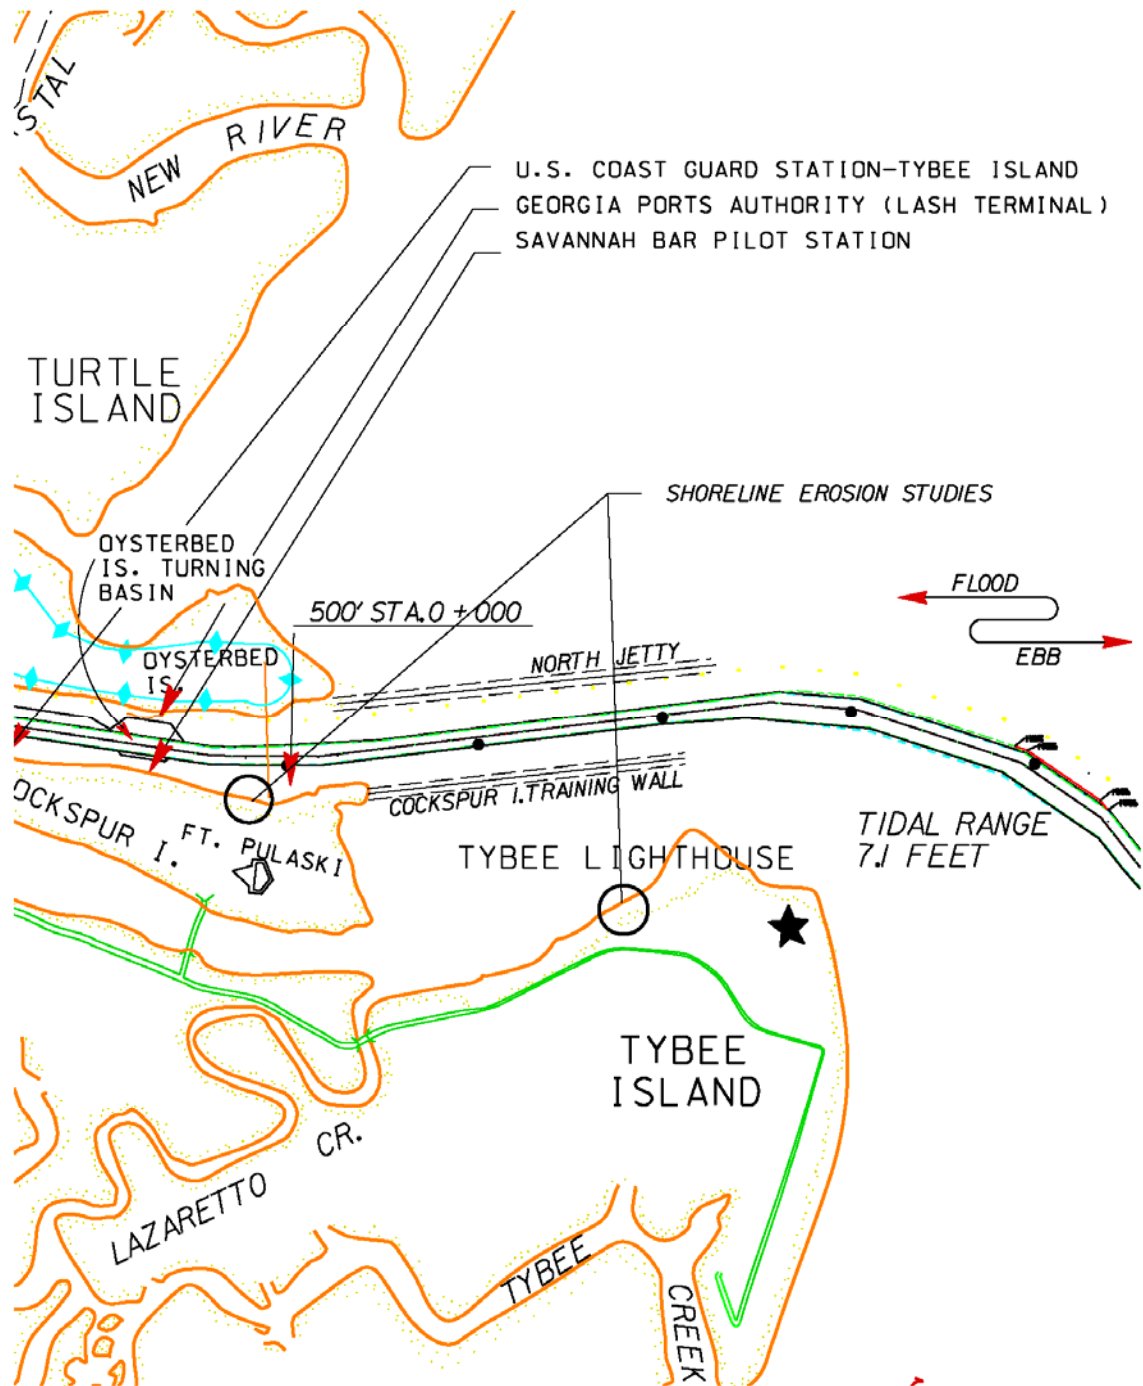 STAL
NEW RIVER
U.S. COAST GUARD STATION-TYBEE ISLAND
GEORGIA PORTS AUTHORITY (LASH TERMINAL)
SAVANNAH BAR PILOT STATION
TURTLE
ISLAND
SHORELINE EROSION STUDIES
OYSTERBED
IS. TURNING
BASIN
500' STA.0+000
FLOOD
EBB
OYSTERBED
IS.
NORTH JETTY
COCKSPUR I.TRAINING WALL
OCKSPUR I.
FT. PULASKI
TYBEE LIGHTHOUSE
TIDAL RANGE
7.1 FEET
TYBEE
ISLAND
LAZARETTO CR.
TYBEE CREEK